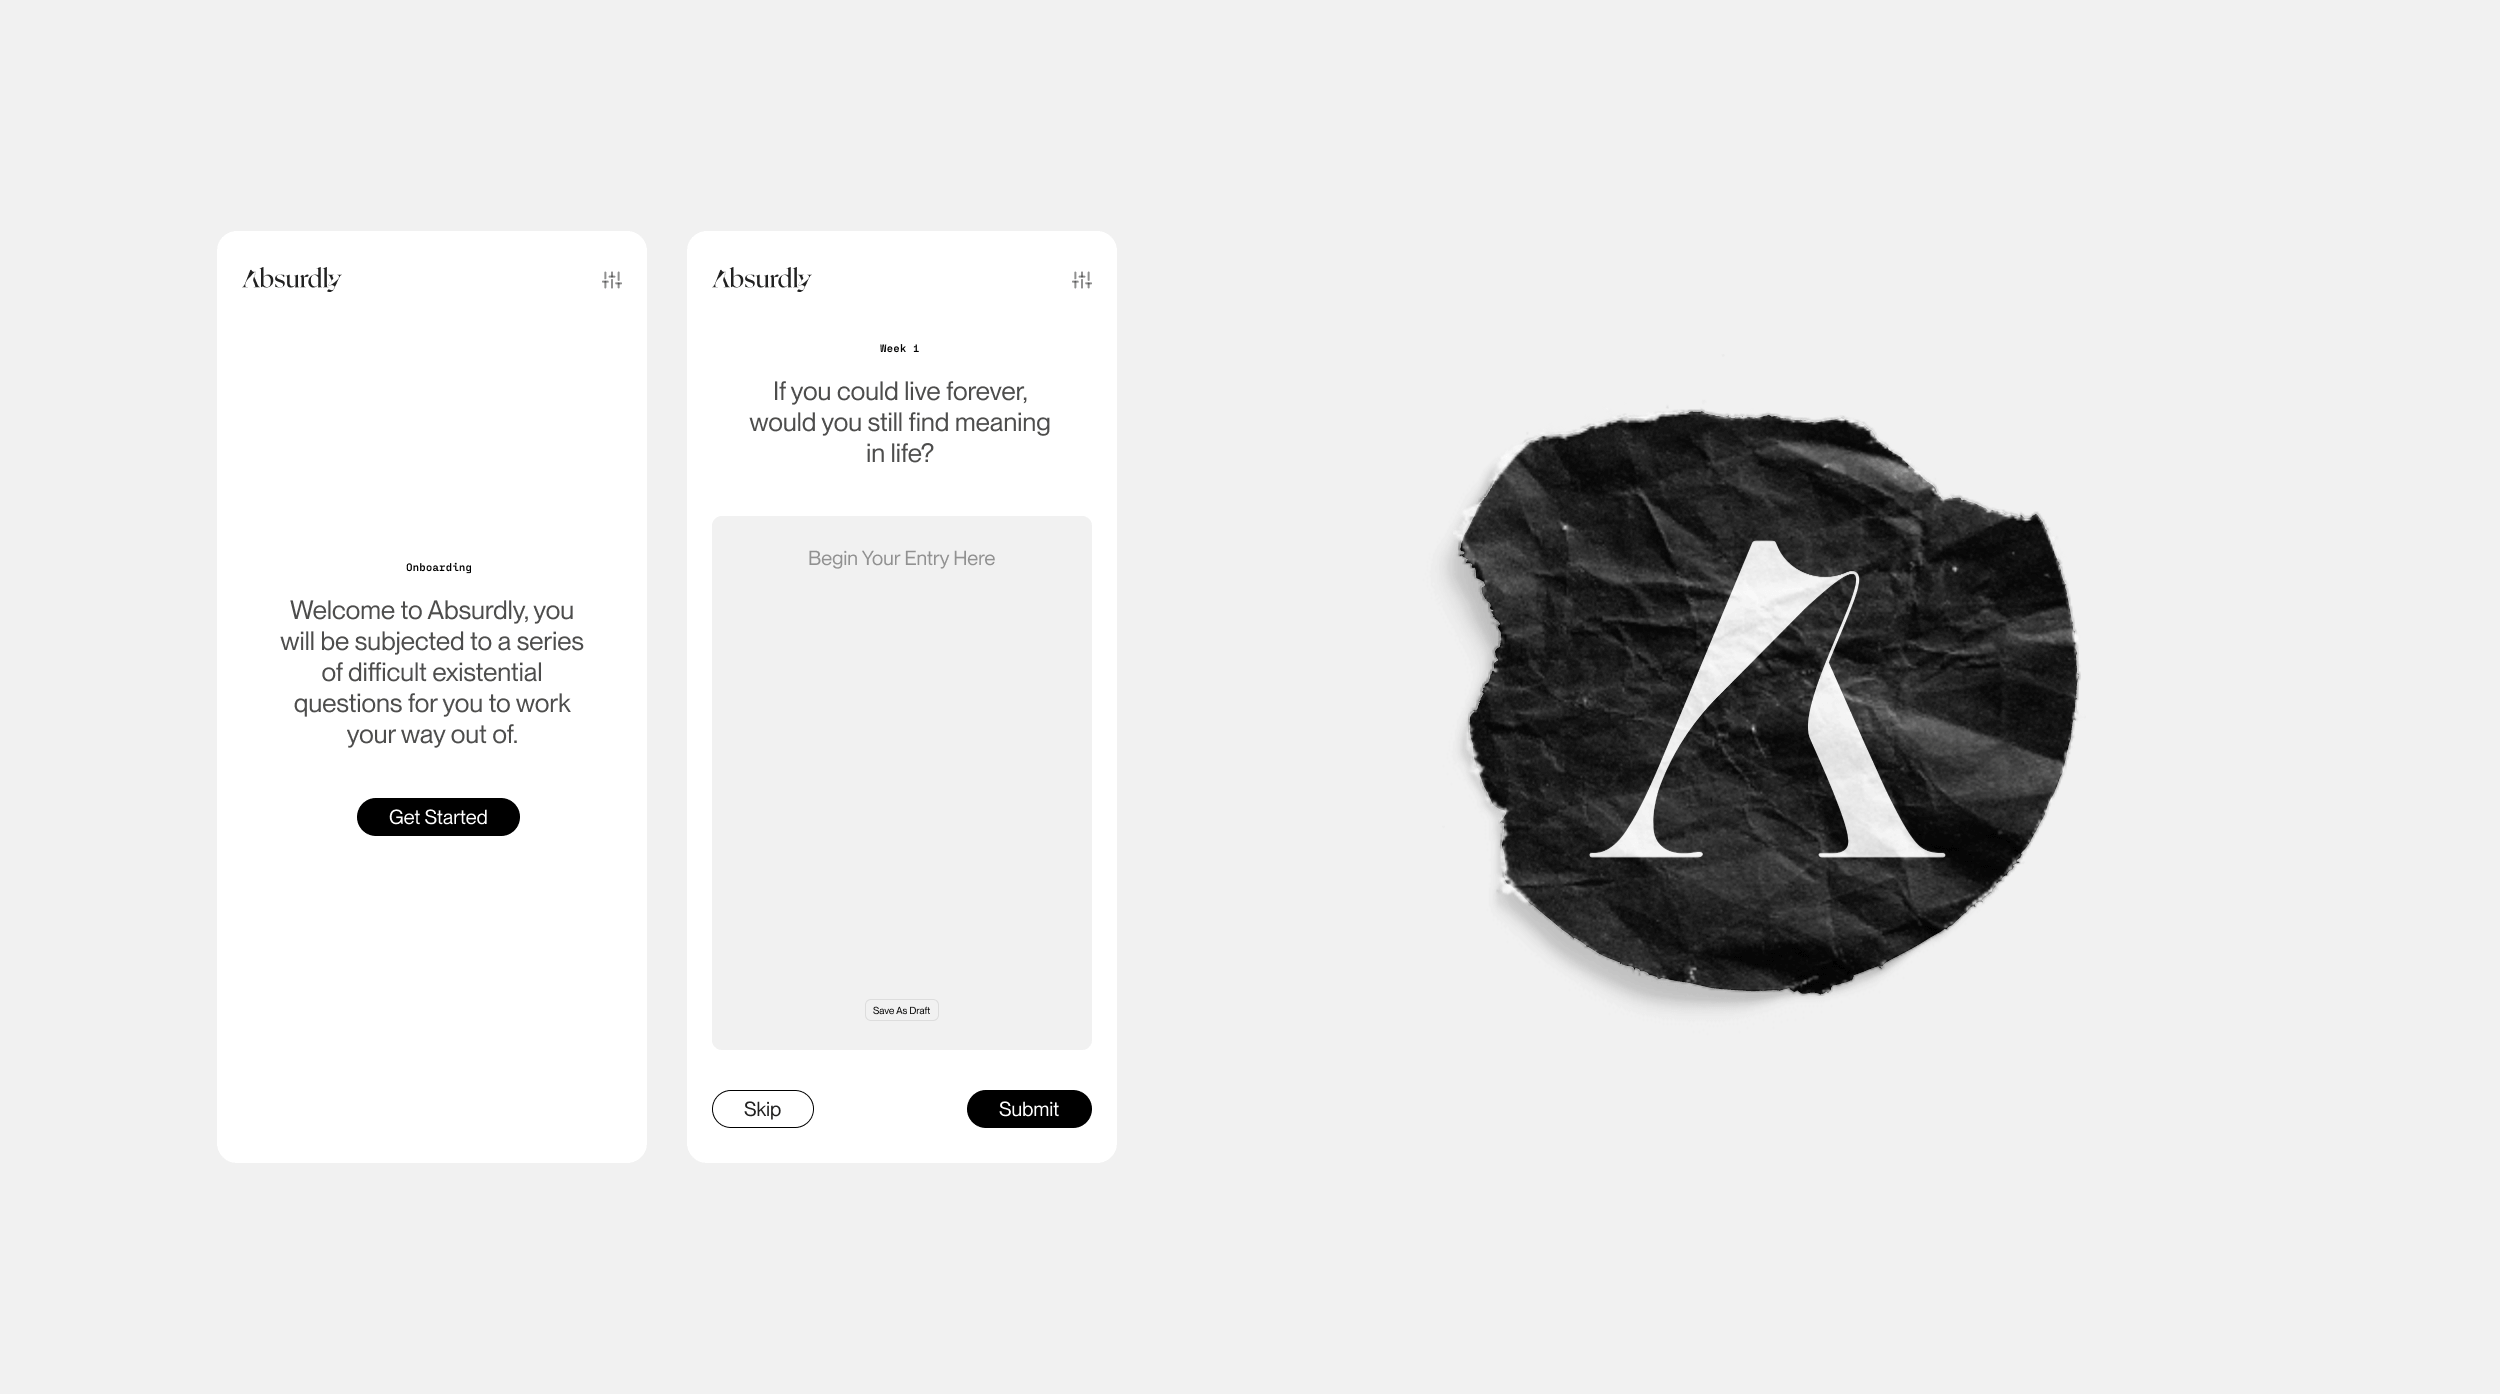 Absurdly
Onboarding
Welcome to Absurdly, you
will be subjected to a series
of difficult existential
questions for you to work
your way out of.
Get Started
Absurdly
Week 1
If you could live forever,
would you still find meaning
in life?
Begin Your Entry Here
Save As Draft
Skip
Submit
A